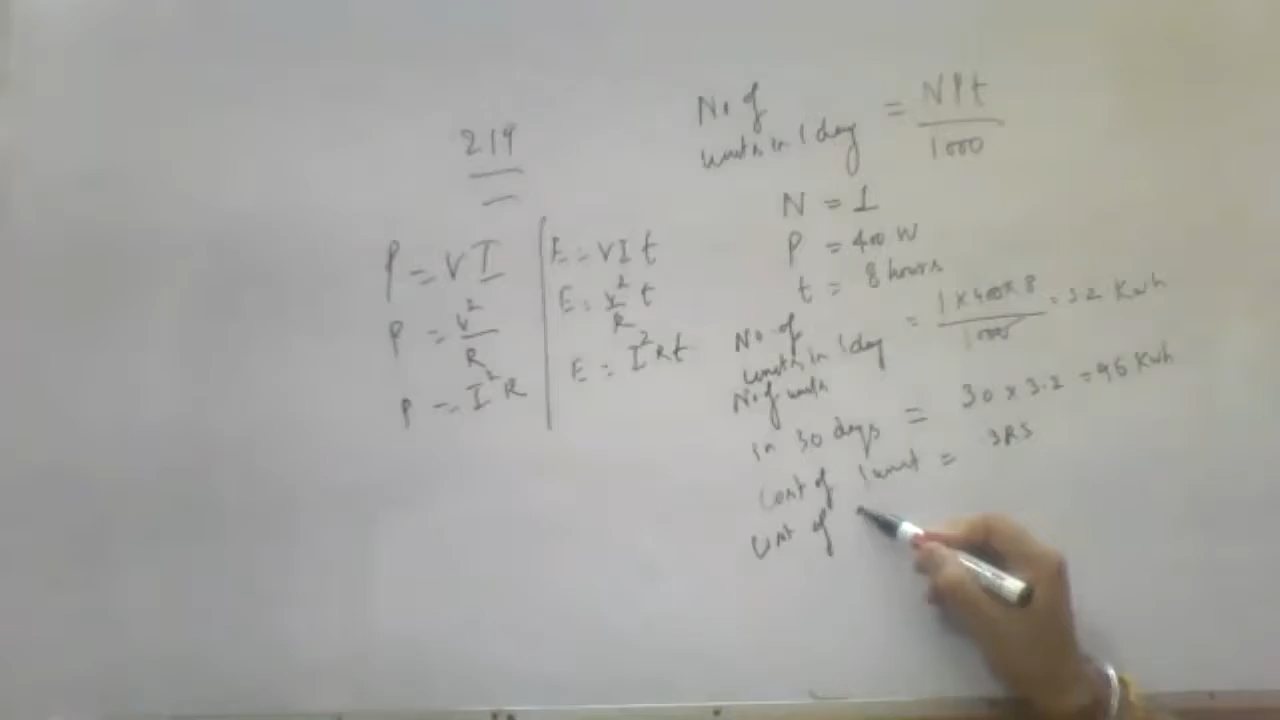 219
P = VI
P = V²/R
P = I²R
E = VIt
E = V²/R t
E = I²Rt
No of
units in 1 day = NPt/1000
N = 1
P = 400 W
t = 8 hours
No of
units in 1 day = 1×400×8/1000 = 3.2 Kwh
No of units
in 30 days = 30 × 3.2 = 96 Kwh
Cost of 1 unit = 3RS
Cost of